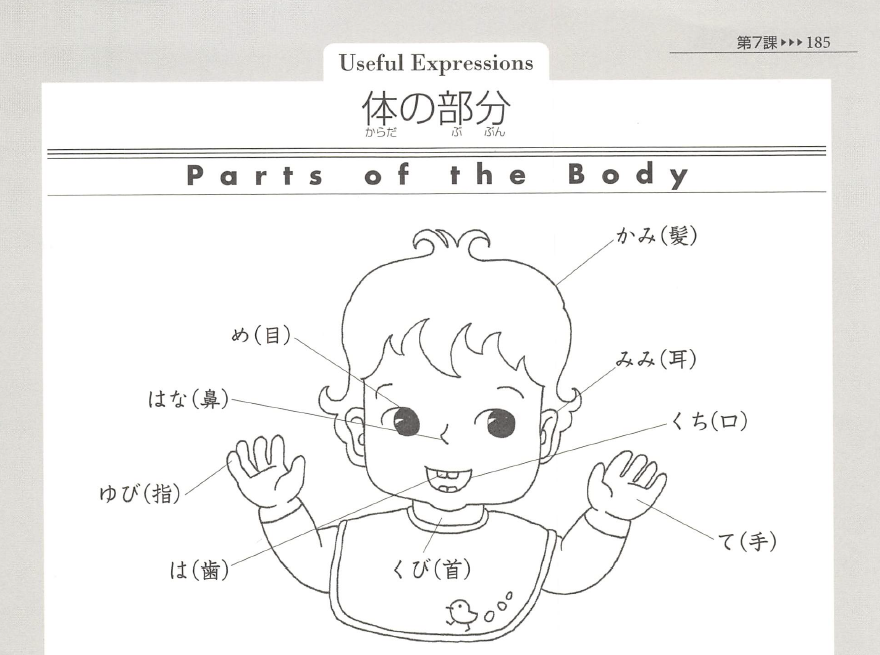 第7課▶▶▶185
Useful Expressions
体の部分
からだ ぶ ぶん
Parts of the Body
かみ(髪)
め(目)
みみ(耳)
はな(鼻)
くち(口)
ゆび(指)
て(手)
は(歯)
くび(首)